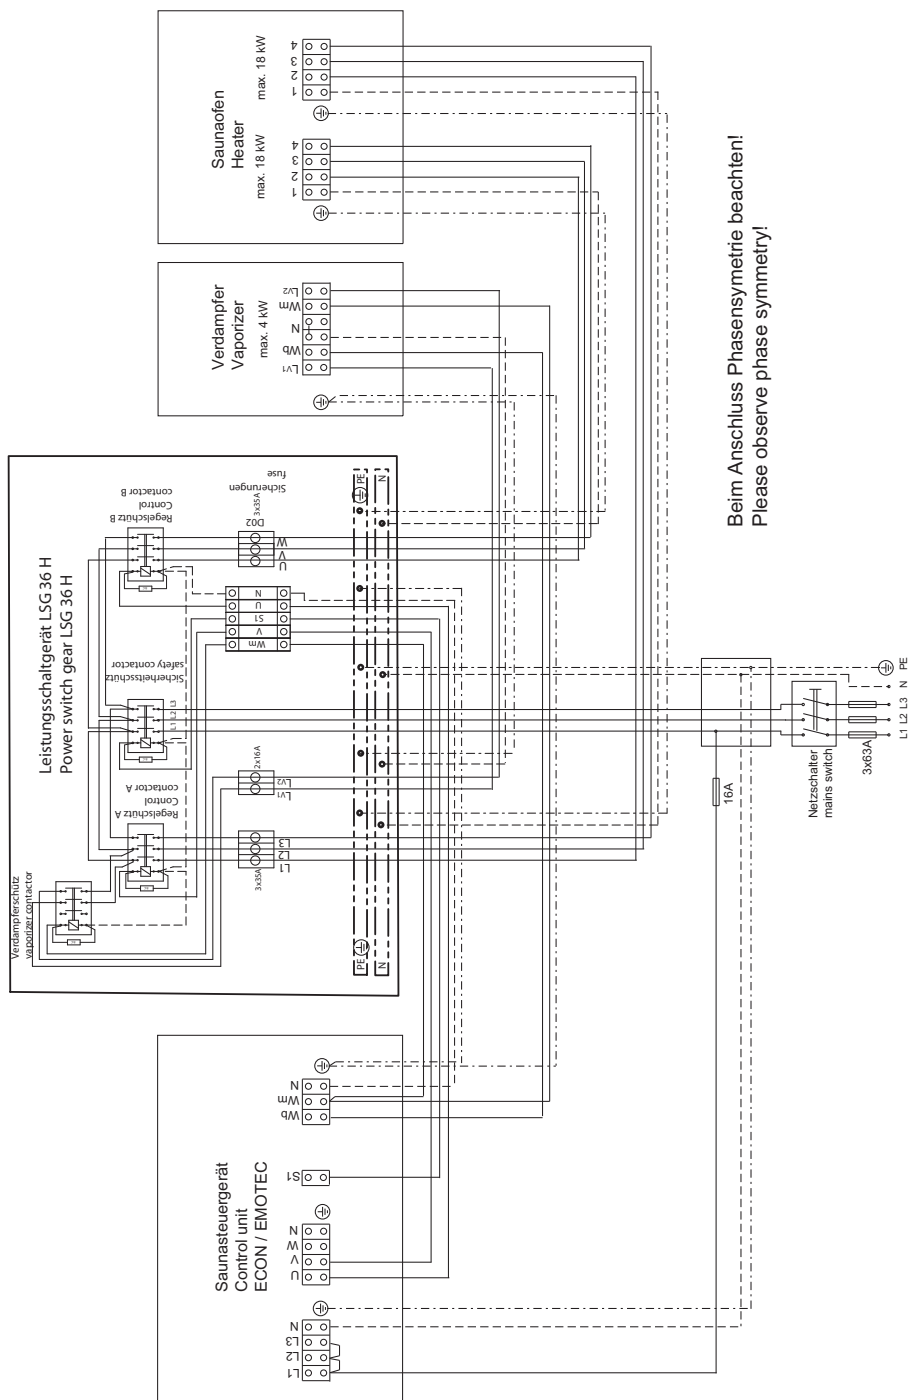 Saunaofen
Heater
max. 18 kW
max. 18 kW
4
3
2
1
4
3
2
1
Verdampfer
Vaporizer
max. 4 kW
LV2
Wm
N
Wb
LV1
Leistungsschaltgerät LSG 36 H
Power switch gear LSG 36 H
Regelschütz B
Control
contactor B
Sicherungen
fuse
3x35A
D02
W
V
U
N
U
S1
V
Wm
Sicherheitsschütz
safety contactor
L1 L2 L3
2x16A
LV2
LV1
Regelschütz A
Control
contactor A
L3
L2
L1
3x35A
Verdampferschütz
vaporizer contactor
PE
N
PE
N
Saunasteuergerät
Control unit
ECON / EMOTEC
N
Wm
Wb
S1
N
W
V
U
N
L3
L2
L1
16A
Netzschalter
mains switch
3x63A
L1 L2 L3 N PE
Beim Anschluss Phasensymetrie beachten!
Please observe phase symmetry!